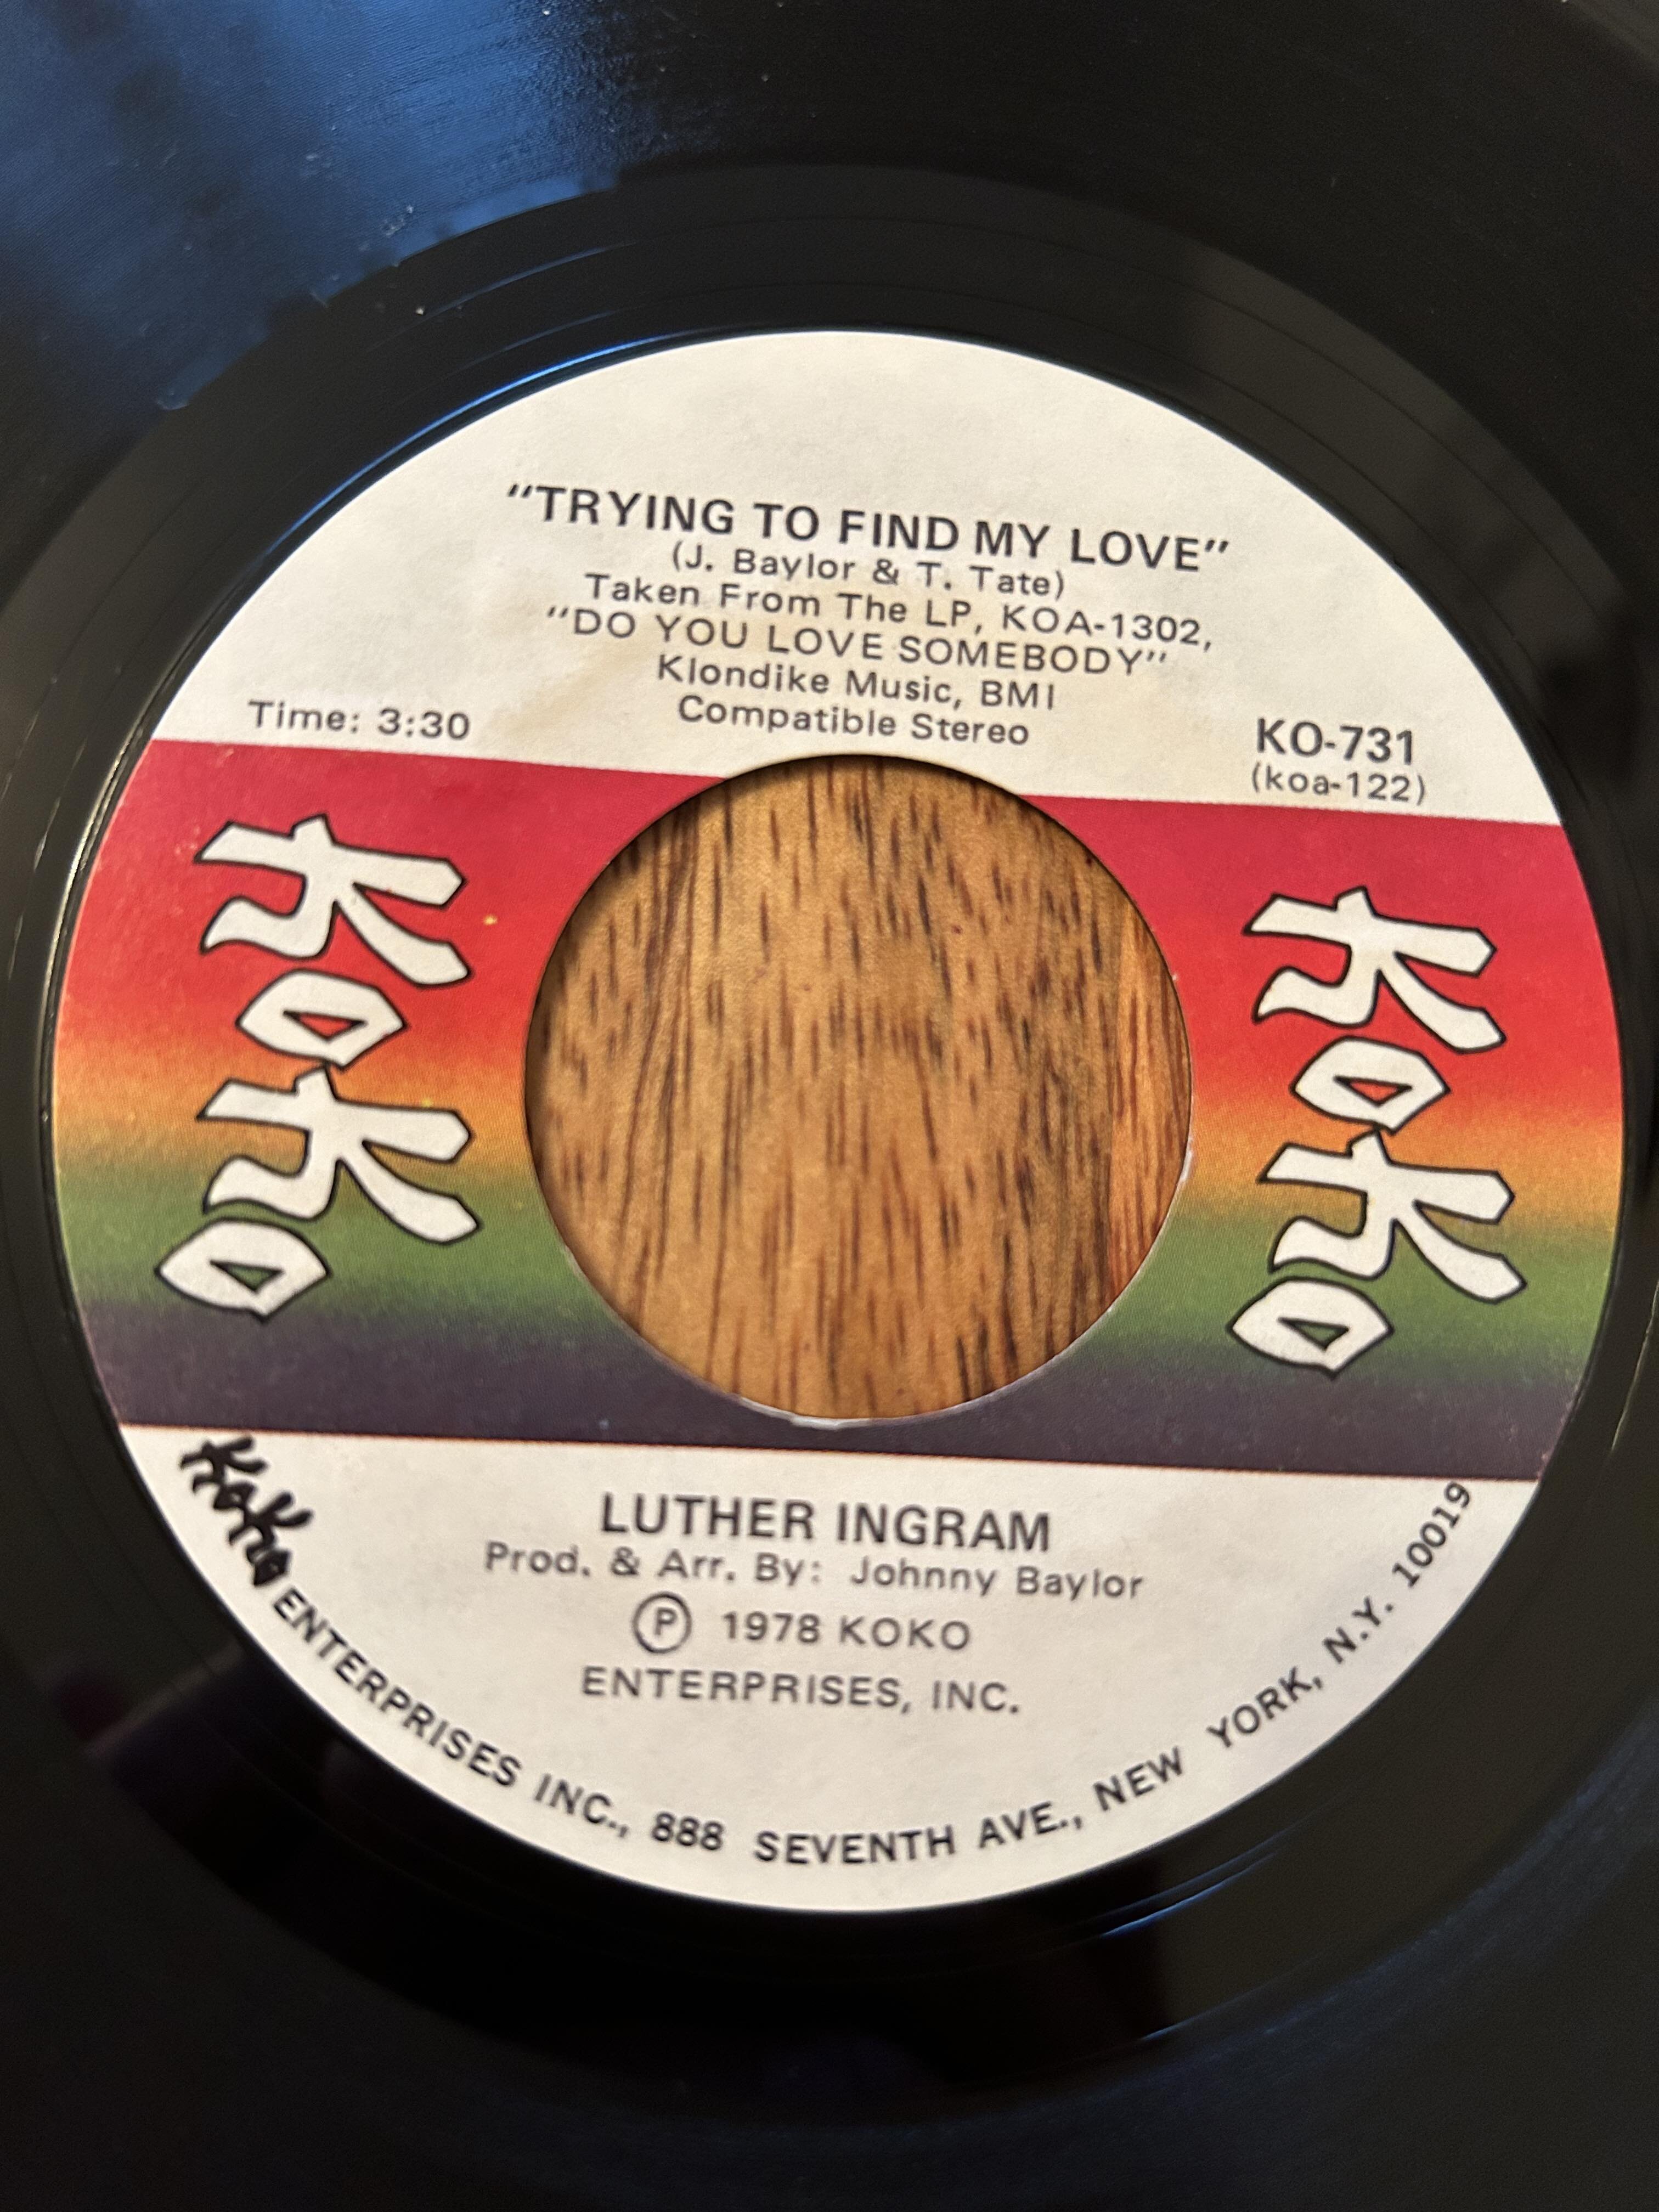 "TRYING TO FIND MY LOVE"
(J. Baylor & T. Tate)
Taken From The LP, KOA-1302,
"DO YOU LOVE SOMEBODY"
Klondike Music, BMI
Compatible Stereo
Time: 3:30
KO-731
(koa-122)
KoKo
KoKo
LUTHER INGRAM
Prod. & Arr. By: Johnny Baylor
Ⓟ 1978 KOKO
ENTERPRISES, INC.
KoKo ENTERPRISES INC., 888 SEVENTH AVE., NEW YORK, N.Y. 10019